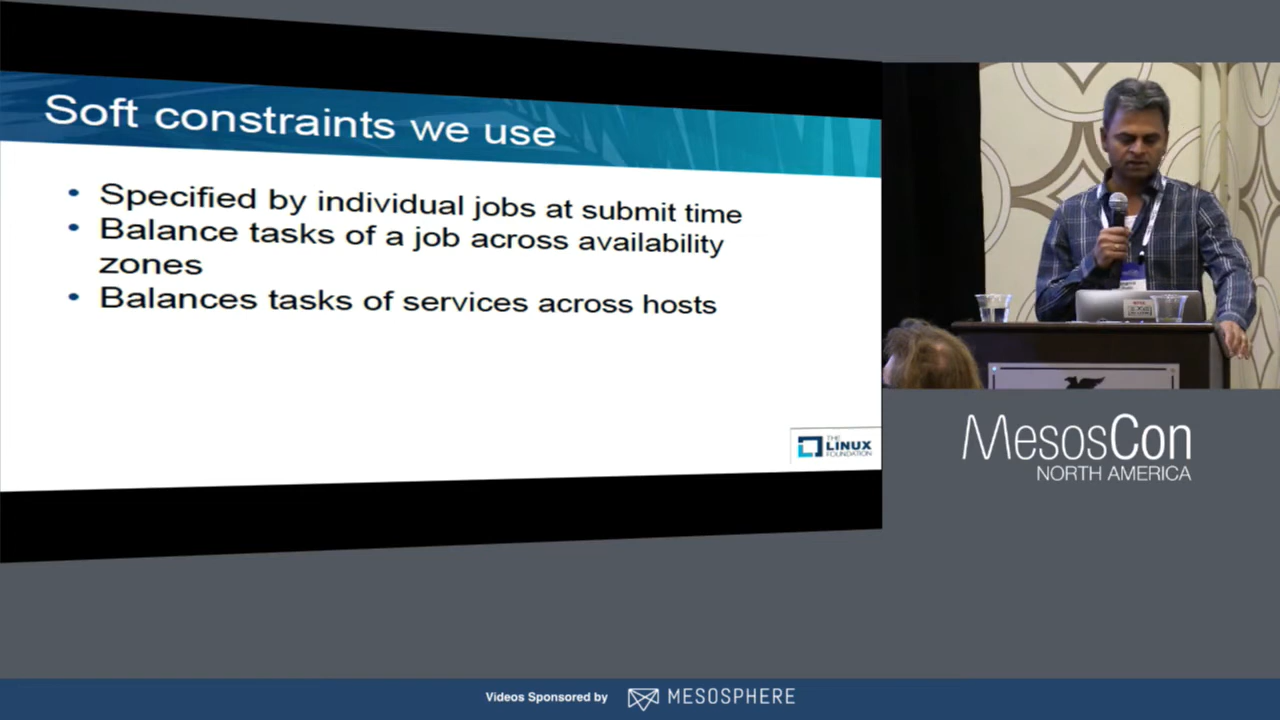 Soft constraints we use
• Specified by individual jobs at submit time
• Balance tasks of a job across availability
zones
• Balances tasks of services across hosts
THE
LINUX
FOUNDATION
MesosCon
NORTH AMERICA
Videos Sponsored by MESOSPHERE